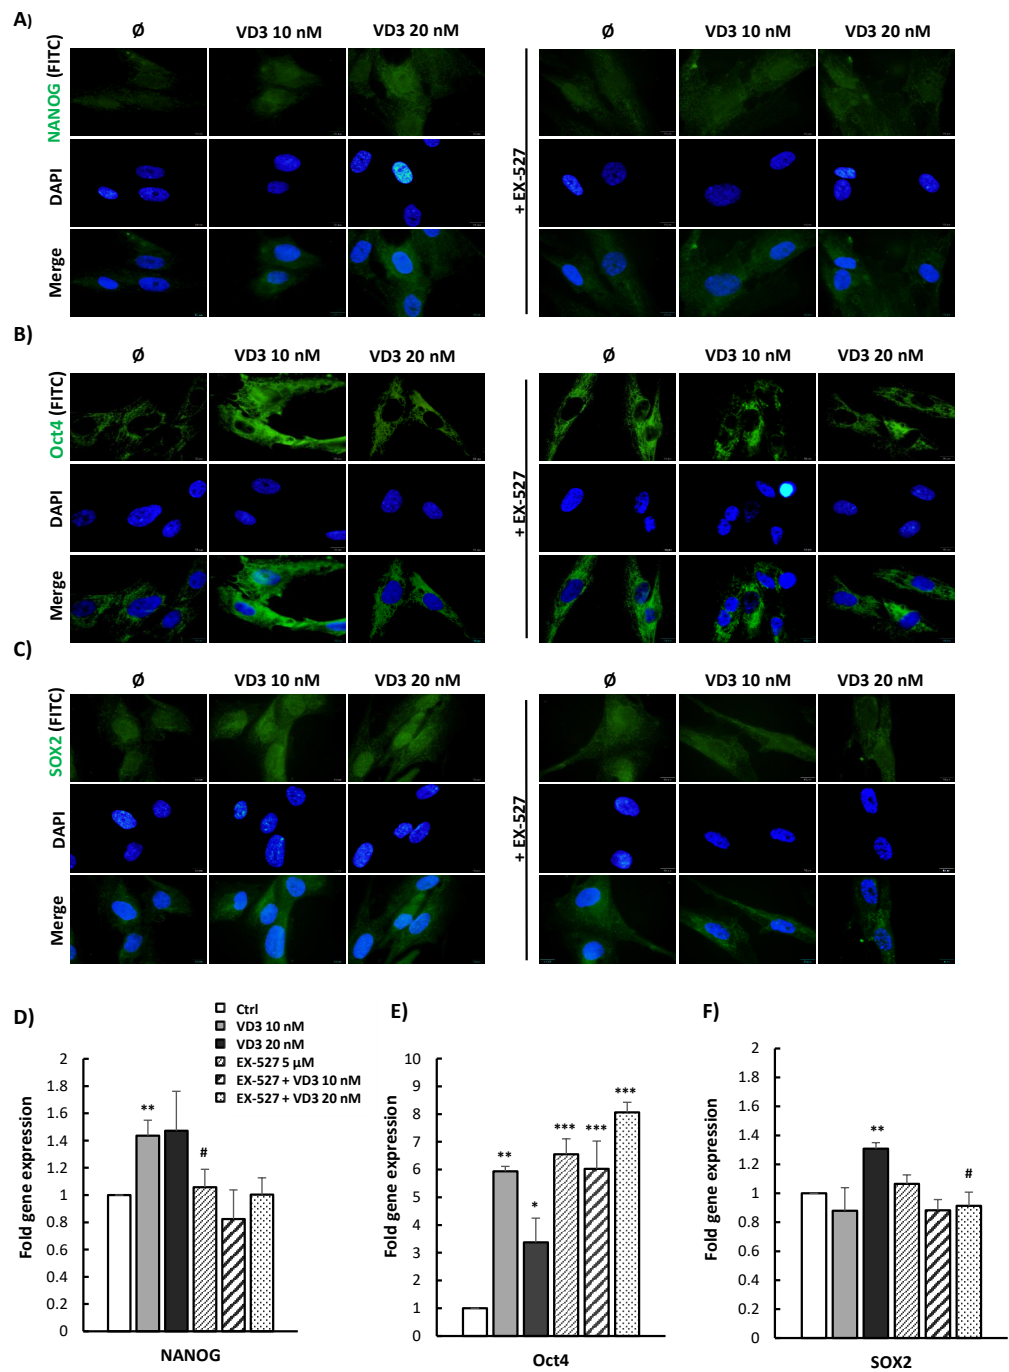 A)
Ø VD3 10 nM VD3 20 nM Ø VD3 10 nM VD3 20 nM
NANOG (FITC)
DAPI
Merge
+ EX-527
B)
Ø VD3 10 nM VD3 20 nM Ø VD3 10 nM VD3 20 nM
Oct4 (FITC)
DAPI
Merge
+ EX-527
C)
Ø VD3 10 nM VD3 20 nM Ø VD3 10 nM VD3 20 nM
SOX2 (FITC)
DAPI
Merge
+ EX-527
D)
Ctrl
VD3 10 nM
VD3 20 nM
EX-527 5 µM
EX-527 + VD3 10 nM
EX-527 + VD3 20 nM
Fold gene expression
2
1.8
1.6
1.4
1.2
1
0.8
0.6
0.4
0.2
0
**
#
NANOG
E)
Fold gene expression
10
9
8
7
6
5
4
3
2
1
0
**
*
***
***
***
Oct4
F)
Fold gene expression
2
1.8
1.6
1.4
1.2
1
0.8
0.6
0.4
0.2
0
**
#
SOX2